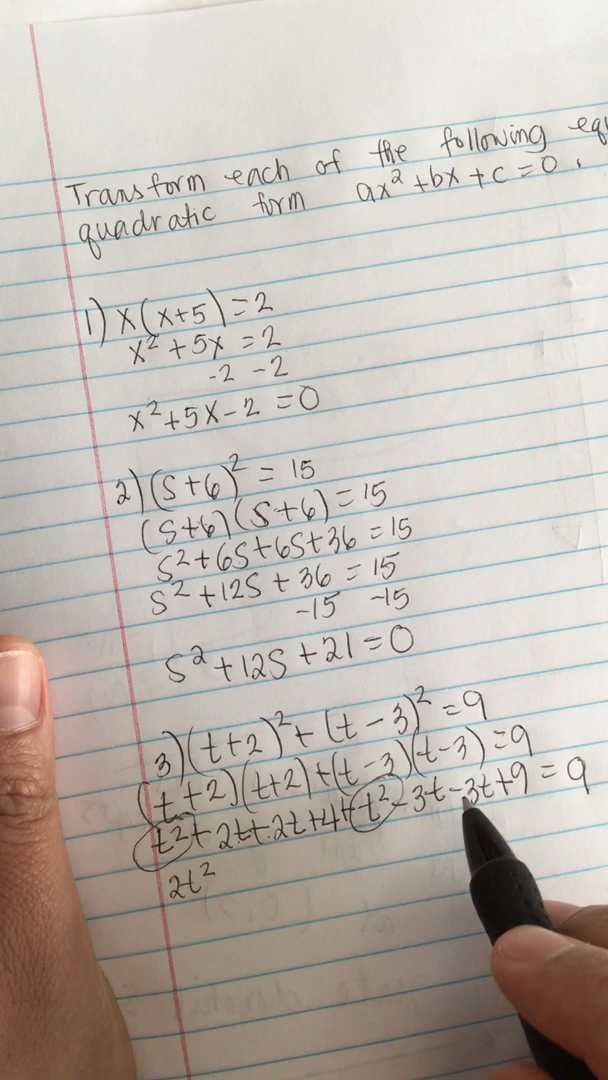 Transform each of the following
quadratic form ax² + bx + c = 0,
1) x(x+5) = 2
x² + 5x = 2
-2 -2
x² + 5x - 2 = 0
2) (s+6)² = 15
(s+6)(s+6) = 15
s² + 6s + 6s + 36 = 15
s² + 12s + 36 = 15
-15 -15
s² + 12s + 21 = 0
3) (t+2)² + (t-3)² = 9
(t+2)(t+2) + (t-3)(t-3) = 9
t² + 2t + 2t + 4 + t² - 3t - 3t + 9 = 9
2t²